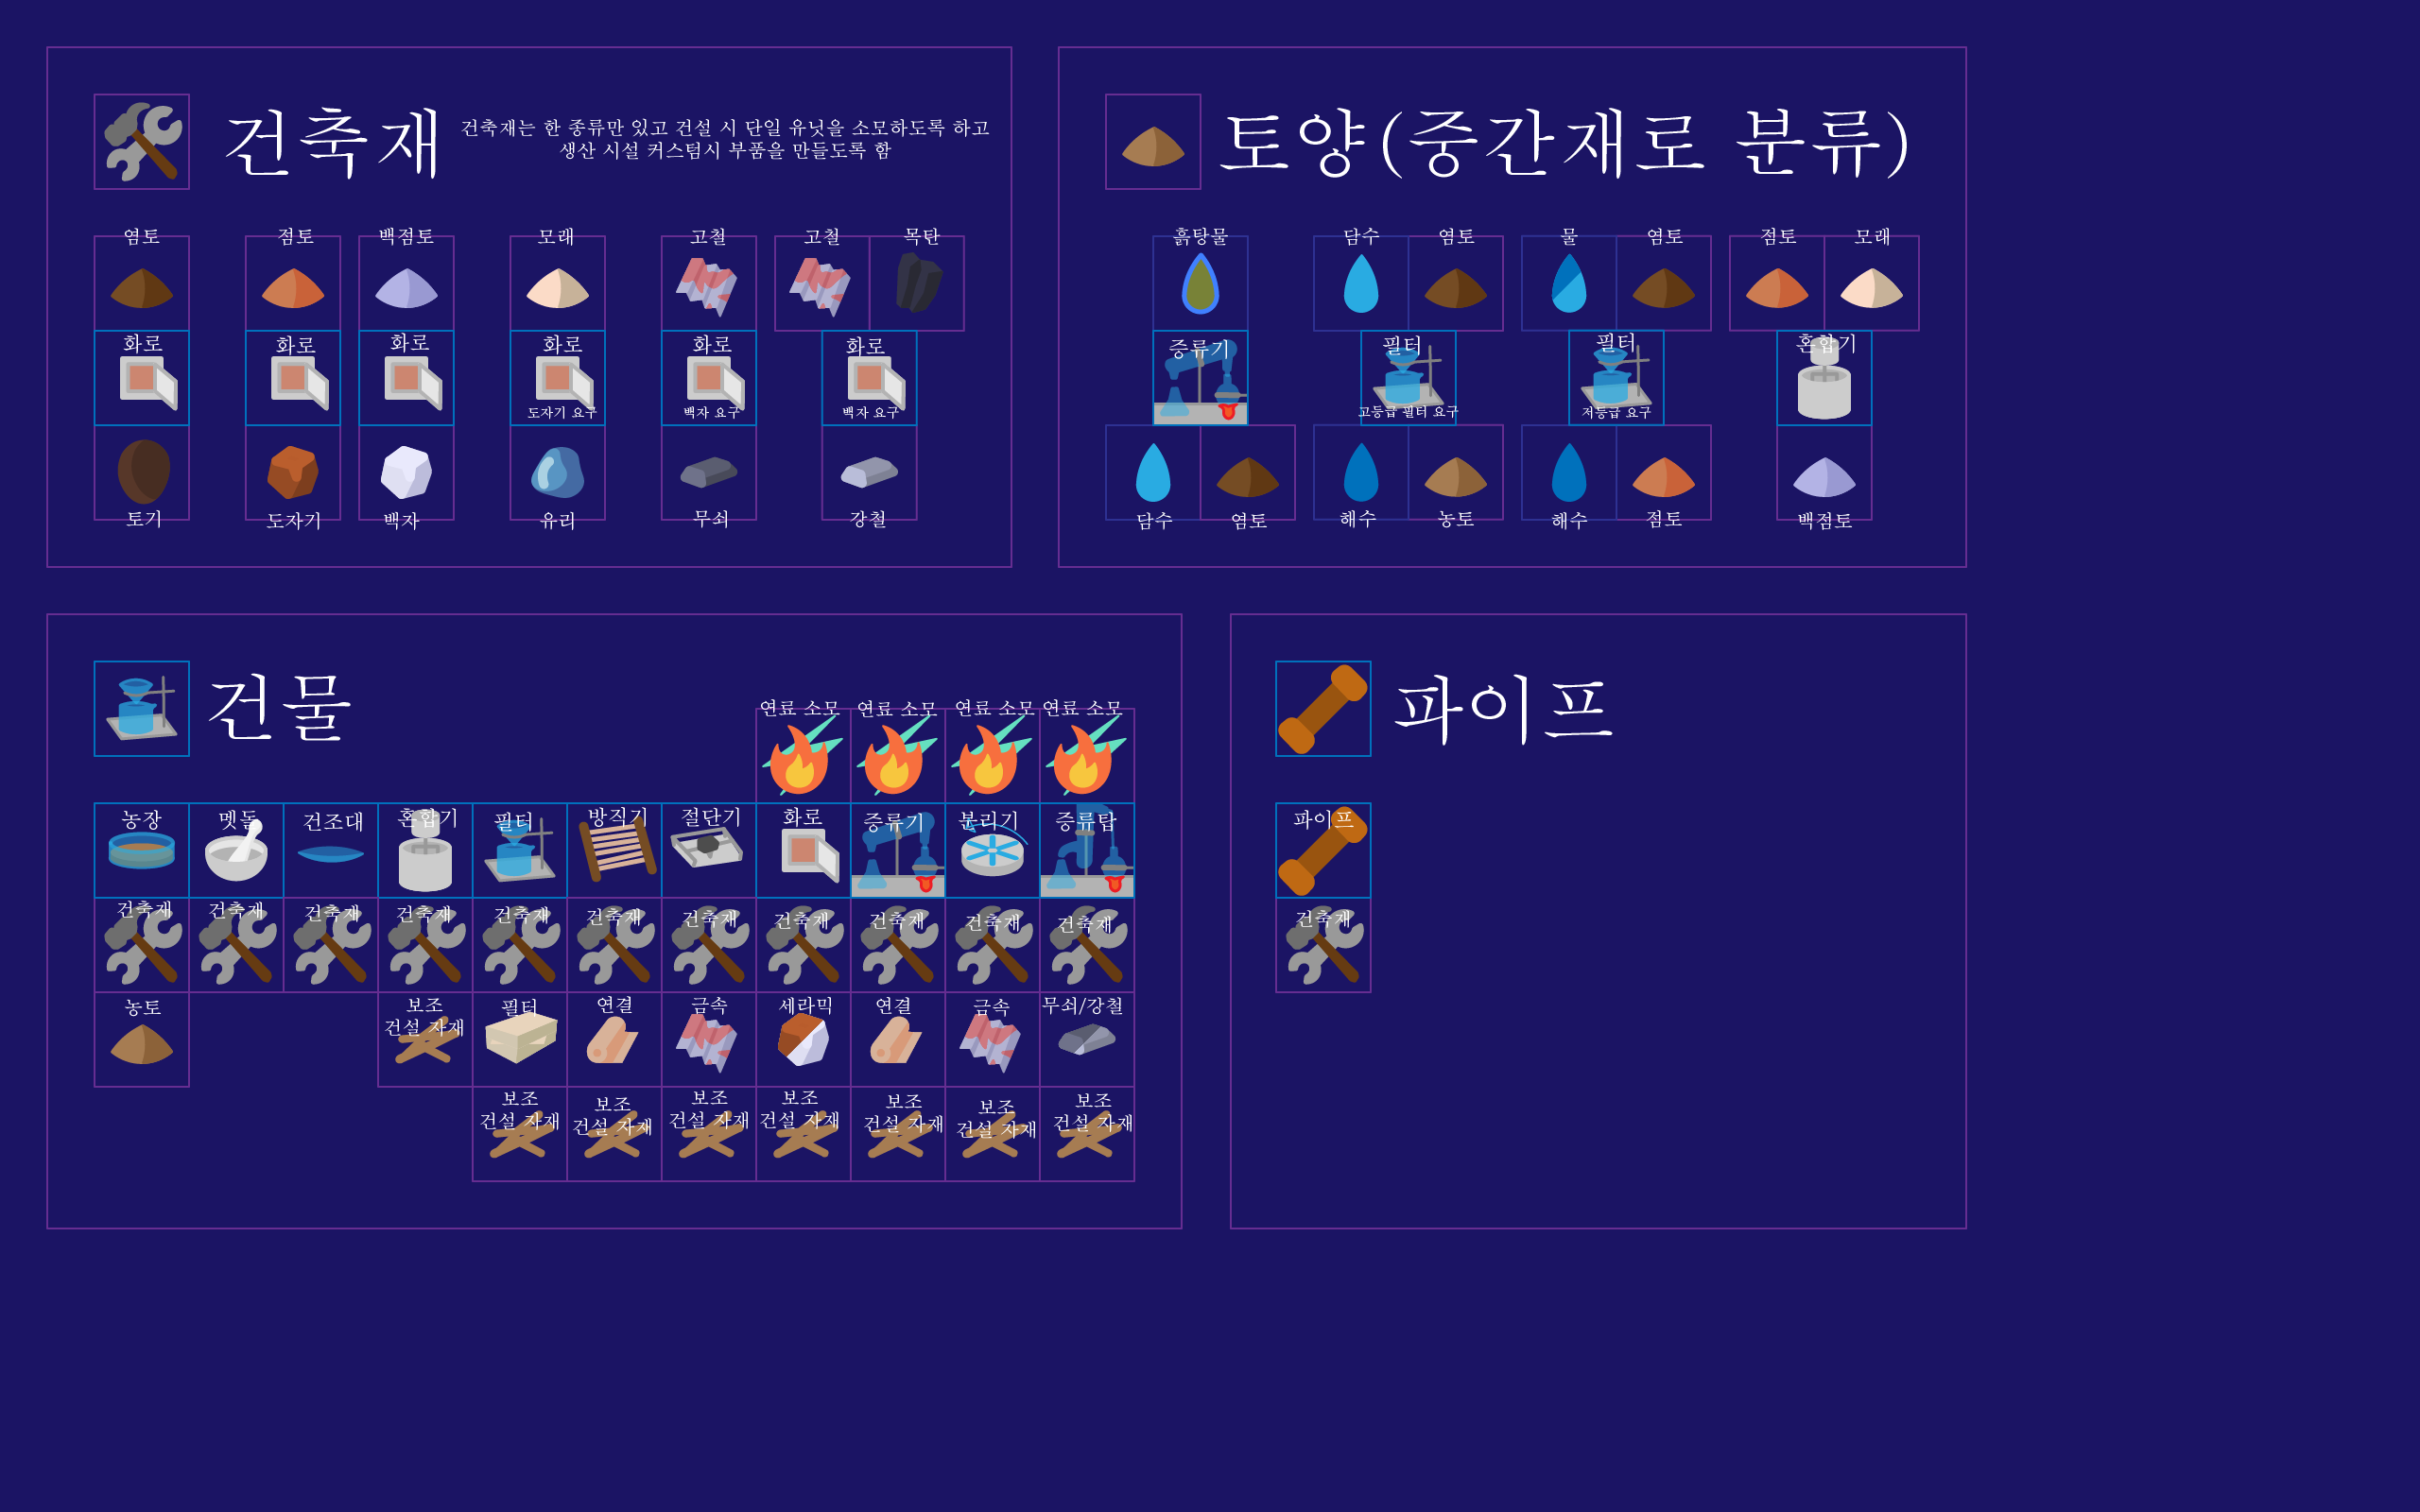 건축재
건축재는 한 종류만 있고 건설 시 단일 유닛을 소모하도록 하고
생산 시설 커스텀시 부품을 만들도록 함
염토 점토 백점토 모래 고철 고철 목탄
화로 화로 화로 화로 화로 화로
도자기 요구 백자 요구 백자 요구
토기 도자기 백자 유리 무쇠 강철
토양(중간재로 분류)
흙탕물 담수 염토 물 염토 점토 모래
증류기 필터 필터 혼합기
고등급 필터 요구 저등급 요구
담수 염토 해수 농토 해수 점토 백점토
건물
연료 소모 연료 소모 연료 소모 연료 소모
농장 멧돌 건조대 혼합기 필터 방직기 절단기 화로 증류기 분리기 증류탑
건축재 건축재 건축재 건축재 건축재 건축재 건축재 건축재 건축재 건축재 건축재
농토 보조 필터 연결 금속 세라믹 연결 금속 무쇠/강철
건설 자재
보조 보조 보조 보조 보조 보조 보조
건설 자재 건설 자재 건설 자재 건설 자재 건설 자재 건설 자재 건설 자재
파이프
파이프
건축재